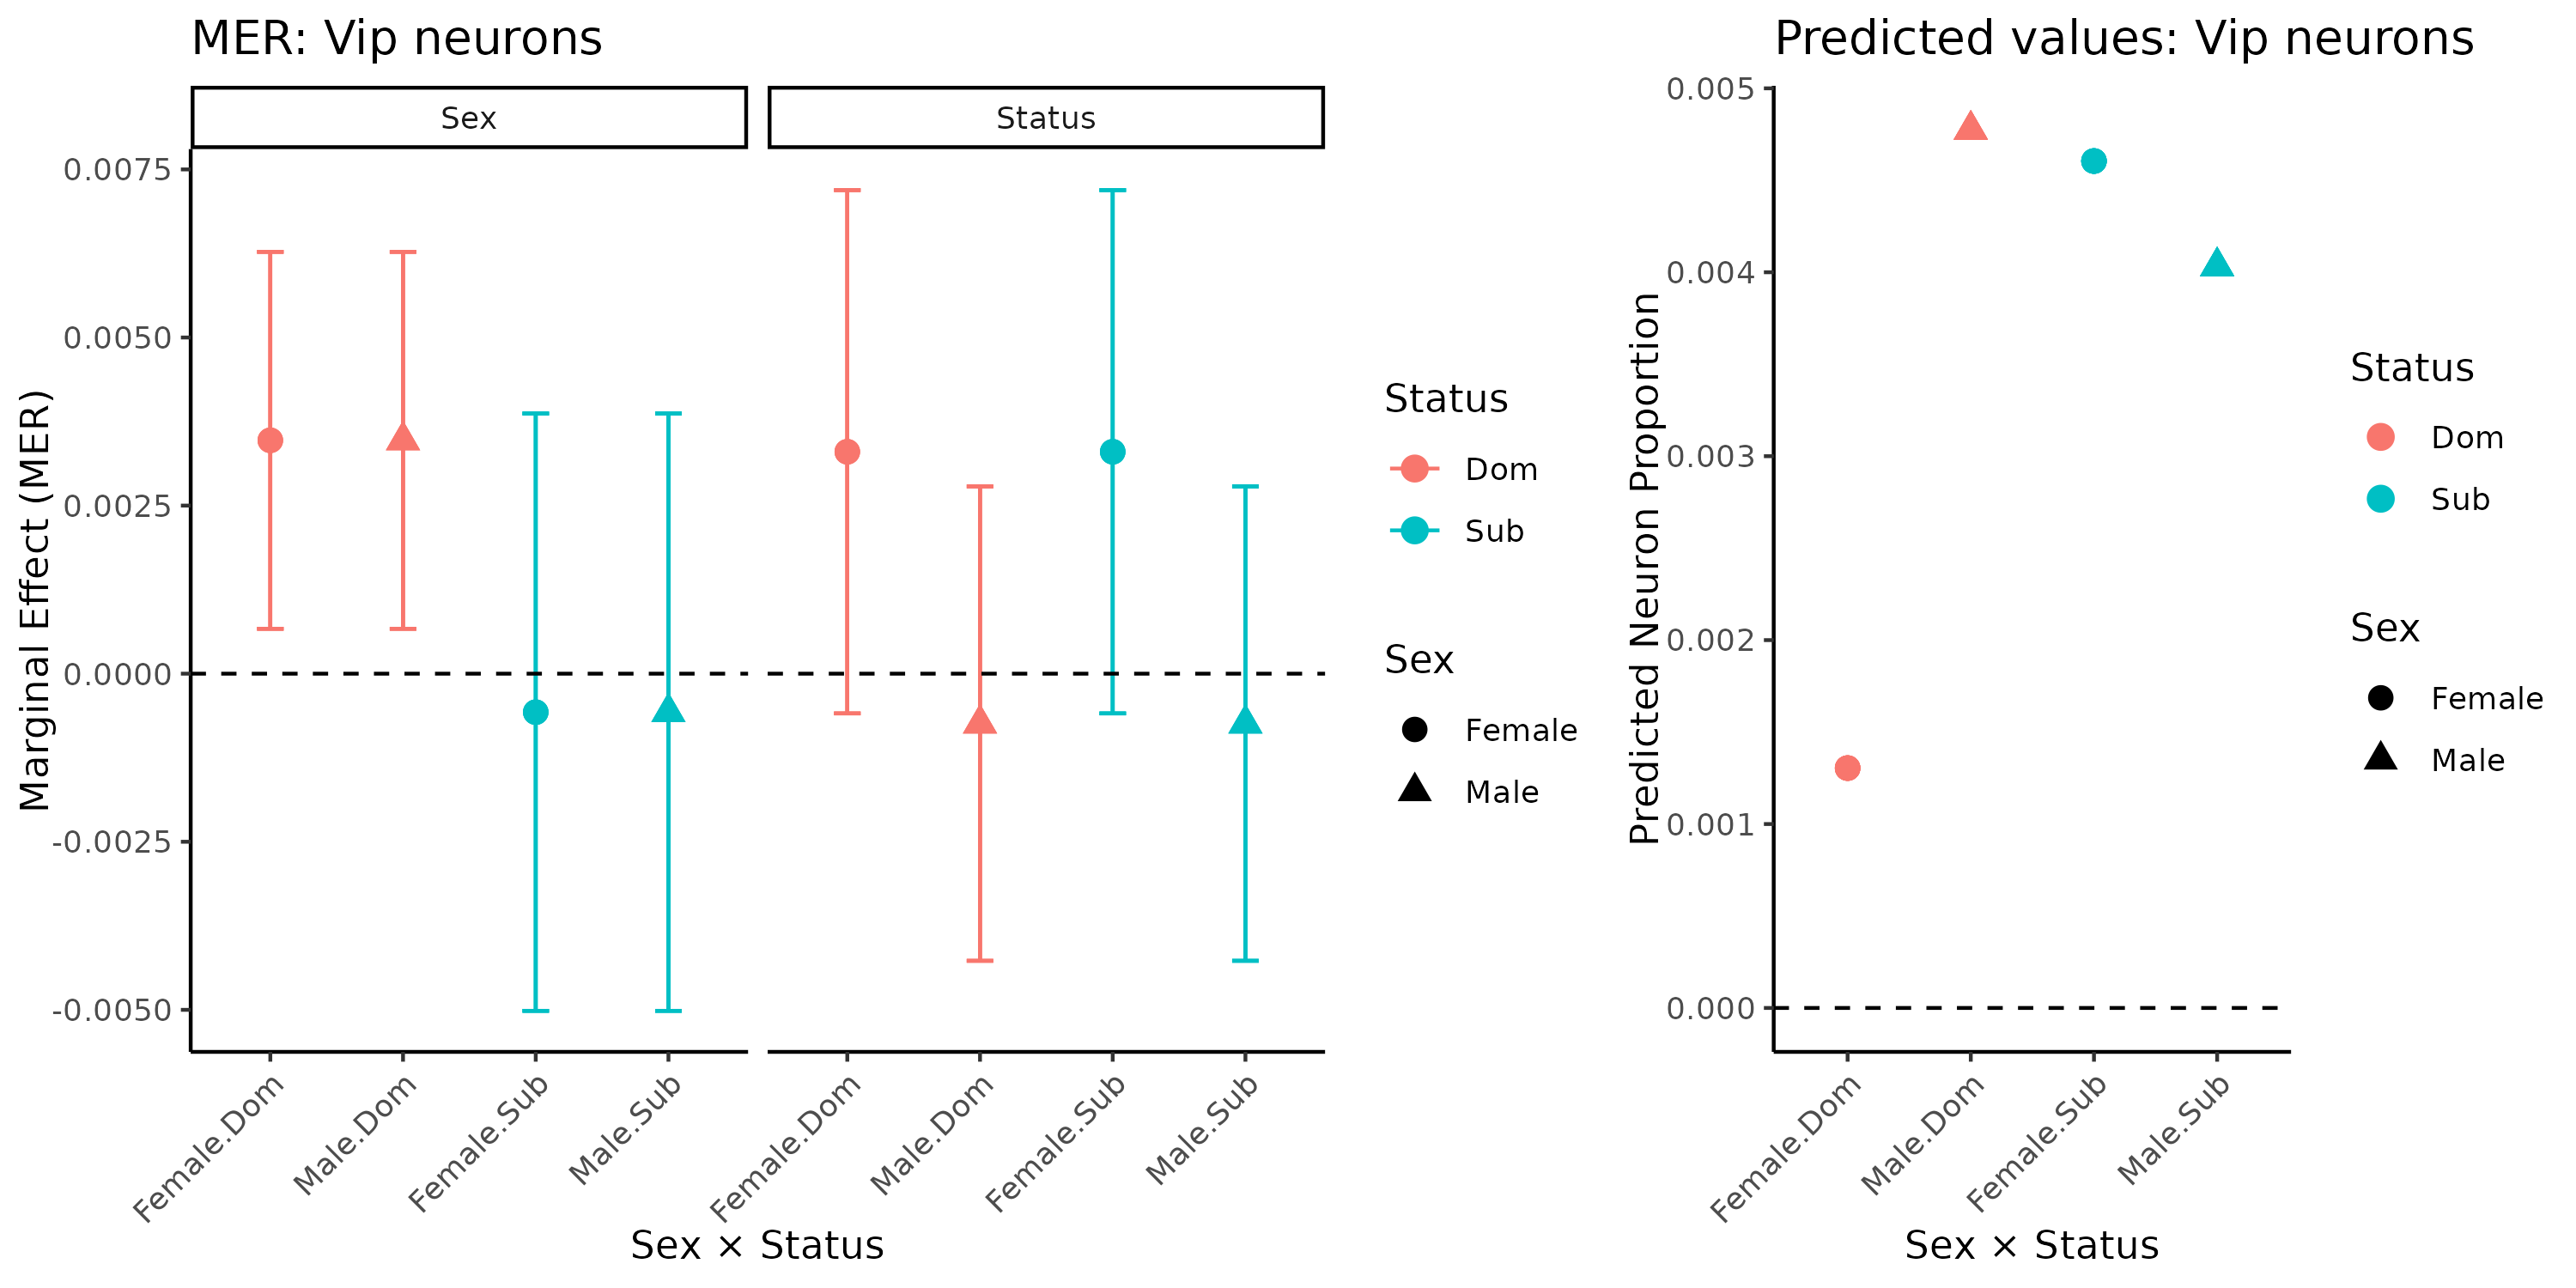 MER: Vip neurons
Sex
Status
Marginal Effect (MER)
0.0075
0.0050
0.0025
0.0000
-0.0025
-0.0050
Female.Dom
Male.Dom
Female.Sub
Male.Sub
Female.Dom
Male.Dom
Female.Sub
Male.Sub
Sex × Status
Status
Dom
Sub
Sex
Female
Male
Predicted values: Vip neurons
Predicted Neuron Proportion
0.005
0.004
0.003
0.002
0.001
0.000
Female.Dom
Male.Dom
Female.Sub
Male.Sub
Sex × Status
Status
Dom
Sub
Sex
Female
Male